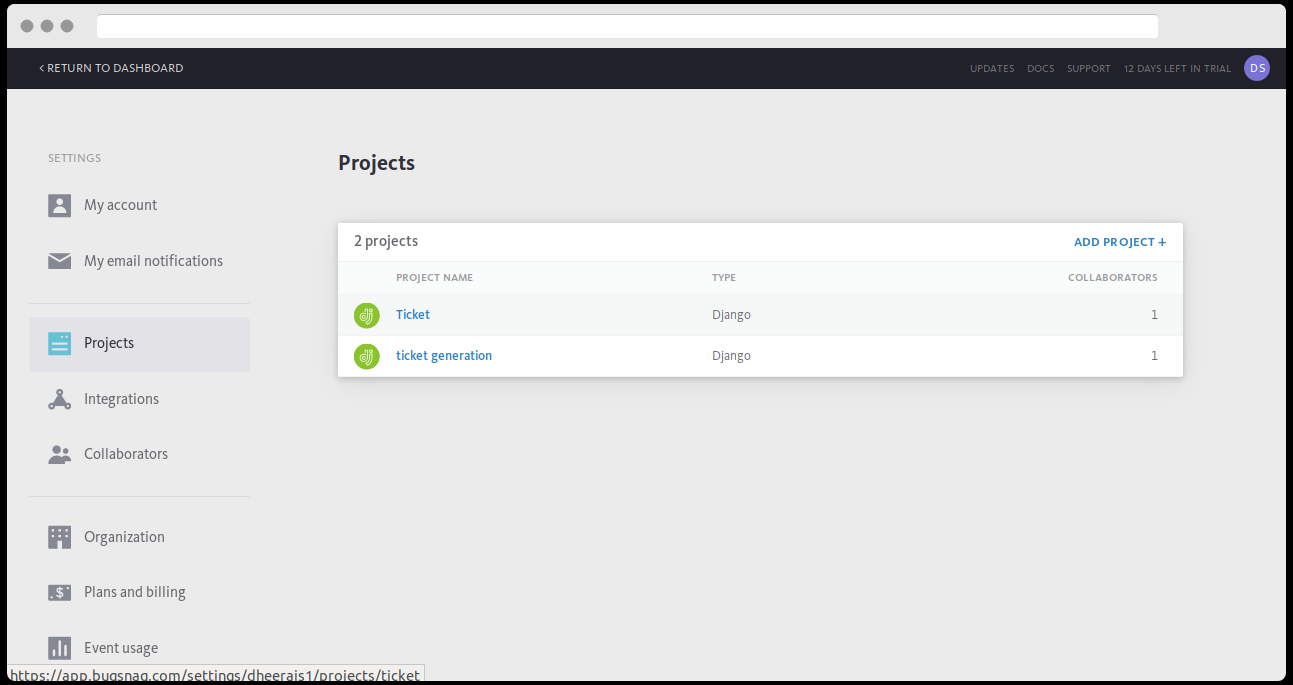 < RETURN TO DASHBOARD
UPDATES DOCS SUPPORT 12 DAYS LEFT IN TRIAL DS
SETTINGS
My account
My email notifications
Projects
Integrations
Collaborators
Organization
Plans and billing
Event usage
Projects
2 projects ADD PROJECT +
PROJECT NAME TYPE COLLABORATORS
dj Ticket Django 1
dj ticket generation Django 1
https://app.bugsnag.com/settings/dheerajs1/projects/ticket